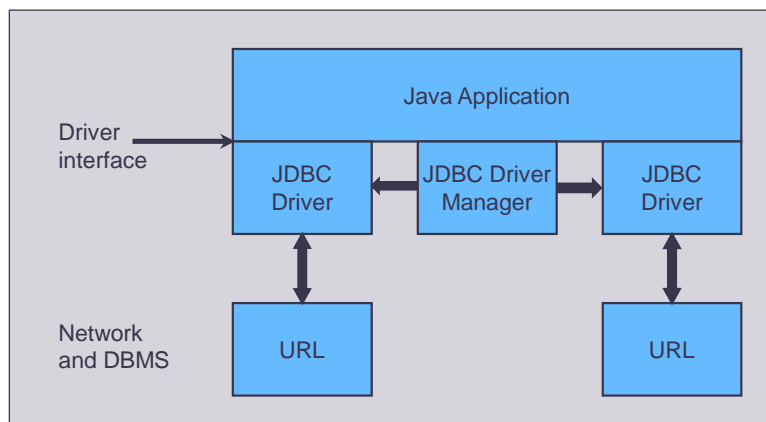 Java Application
Driver
interface
JDBC
Driver
JDBC Driver
Manager
JDBC
Driver
Network
and DBMS
URL
URL